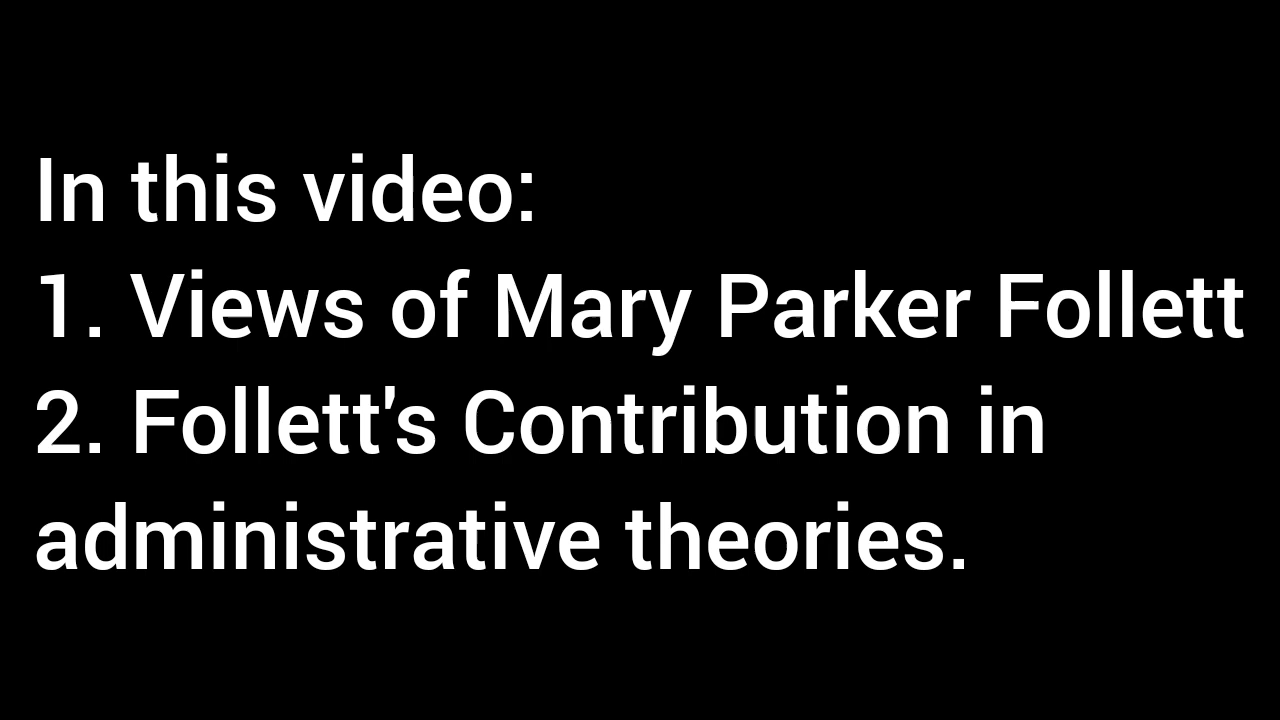 In this video:
1. Views of Mary Parker Follett
2. Follett's Contribution in
administrative theories.